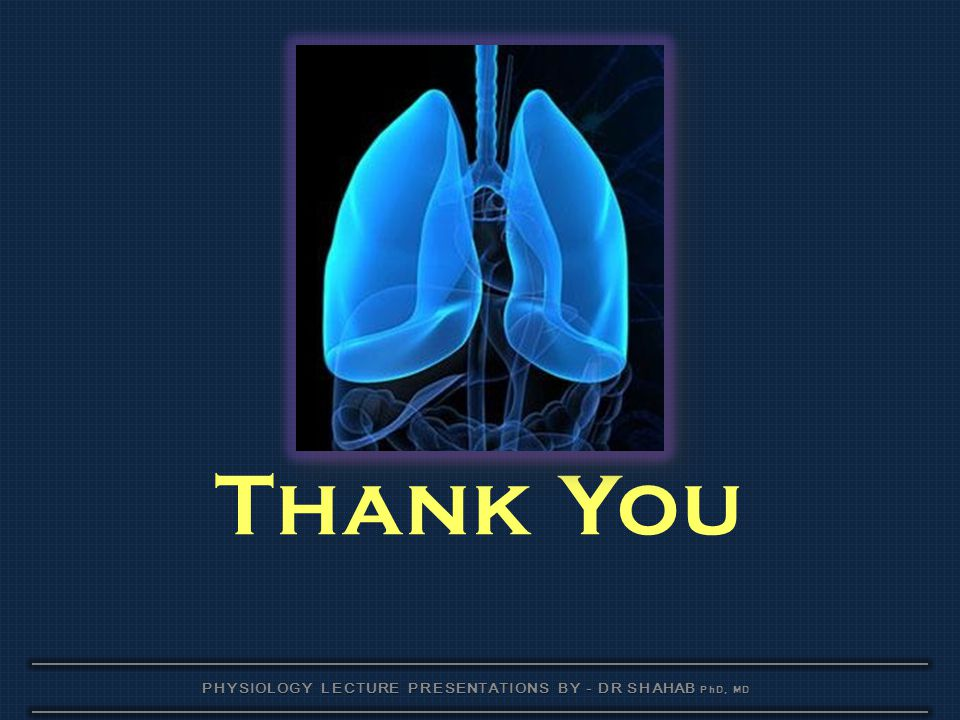 Thank You
PHYSIOLOGY LECTURE PRESENTATIONS BY - DR SHAHAB PhD, MD